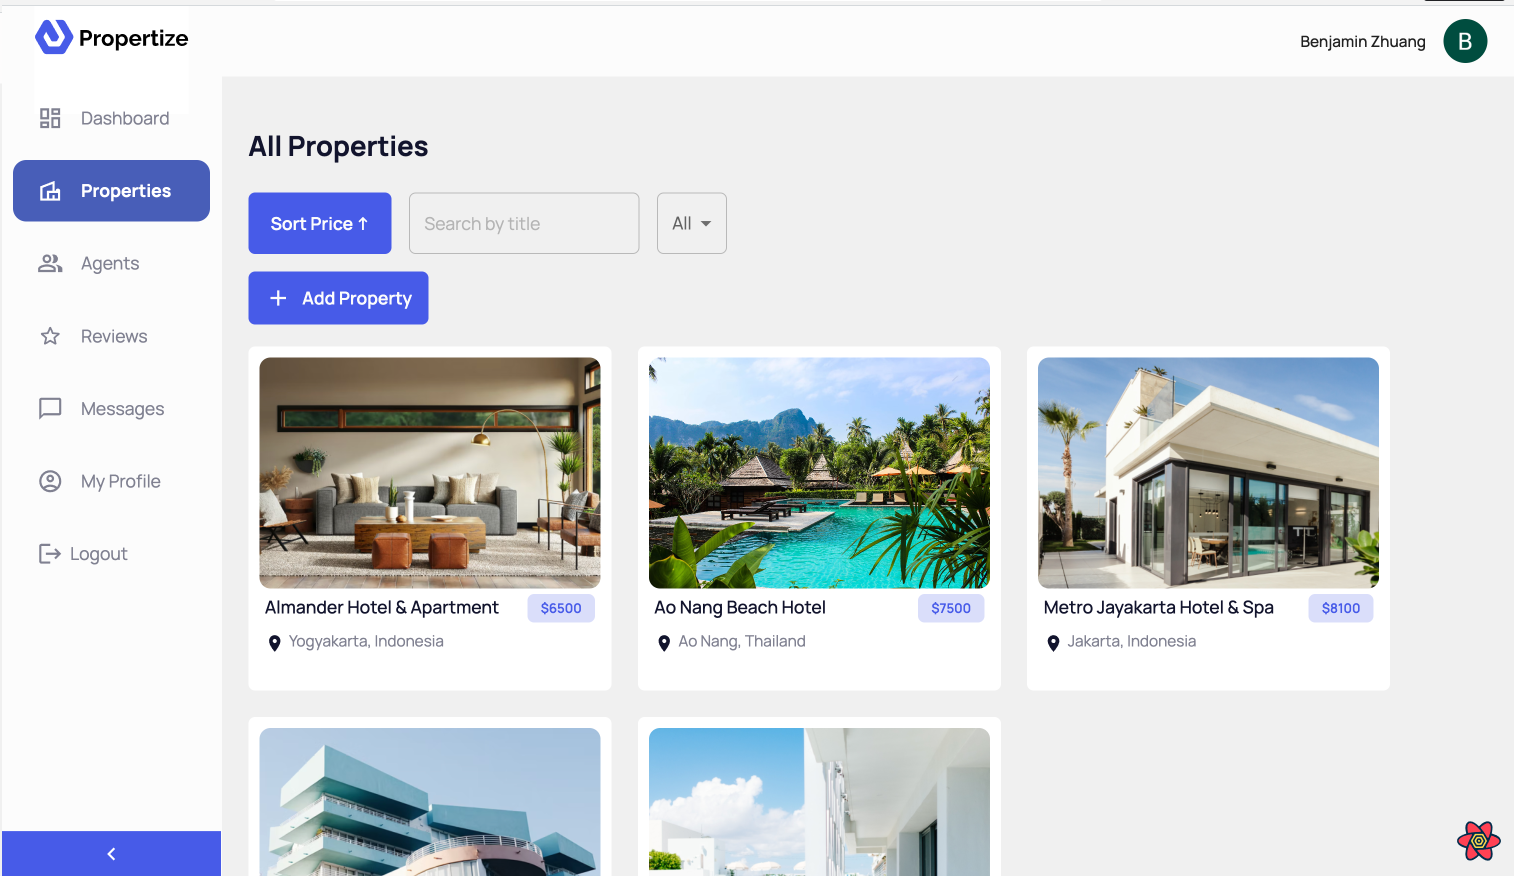 Propertize
Benjamin Zhuang
B
Dashboard
Properties
Agents
Reviews
Messages
My Profile
Logout
All Properties
Sort Price ↑
Search by title
All
Add Property
Almander Hotel & Apartment
$6500
Yogyakarta, Indonesia
Ao Nang Beach Hotel
$7500
Ao Nang, Thailand
Metro Jayakarta Hotel & Spa
$8100
Jakarta, Indonesia